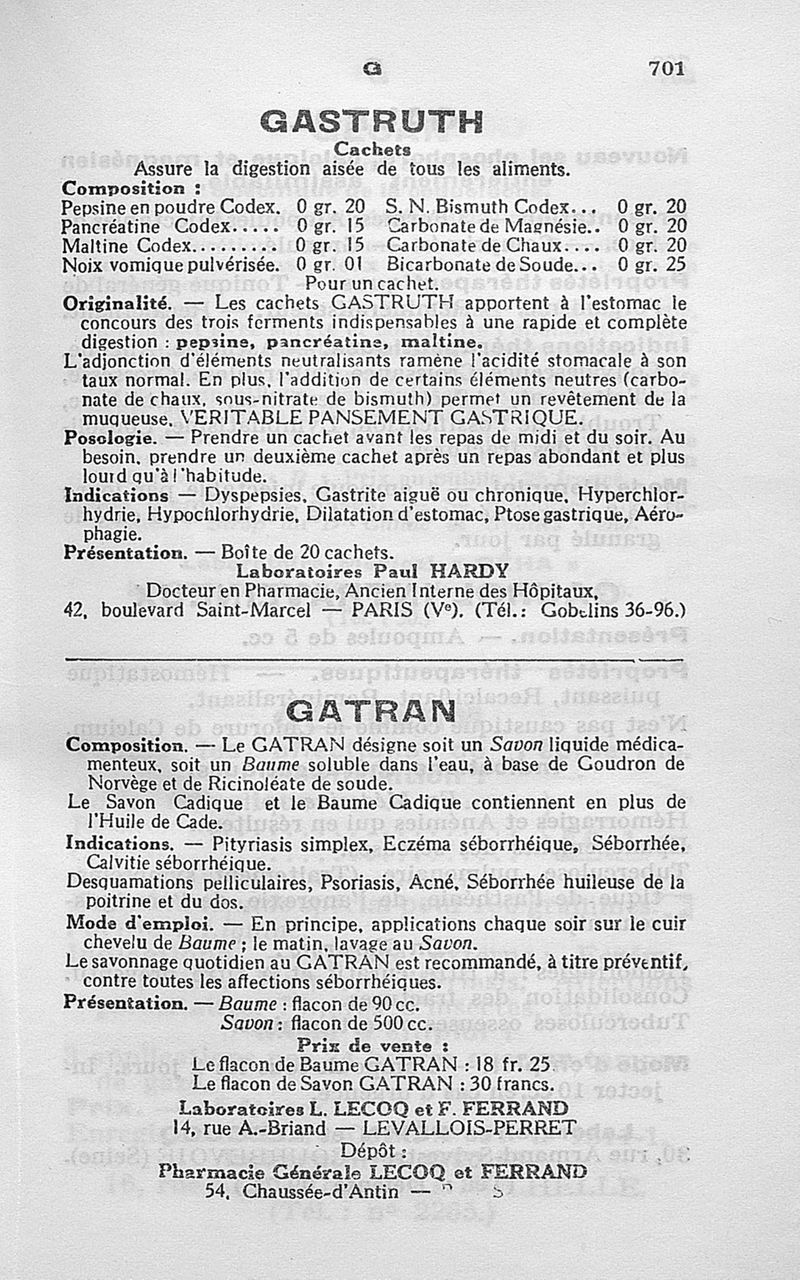 G 701
GASTRUTH
Cachets
Assure la digestion aisée de tous les aliments.
Composition :
Pepsine en poudre Codex. 0 gr. 20 S. N. Bismuth Codex... 0 gr. 20
Pancréatine Codex..... 0 gr. 15 Carbonate de Magnésie.. 0 gr. 20
Maltine Codex......... 0 gr. 15 Carbonate de Chaux.... 0 gr. 20
Noix vomique pulvérisée. 0 gr. 01 Bicarbonate de Soude... 0 gr. 25
Pour un cachet.
Originalité. — Les cachets GASTRUTH apportent à l'estomac le
concours des trois ferments indispensables à une rapide et complète
digestion : pepsine, pancréatine, maltine.
L'adjonction d'éléments neutralisants ramène l'acidité stomacale à son
taux normal. En plus, l'addition de certains éléments neutres (carbo-
nate de chaux, sous-nitrate de bismuth) permet un revêtement de la
muqueuse. VERITABLE PANSEMENT GASTRIQUE.
Posologie. — Prendre un cachet avant les repas de midi et du soir. Au
besoin, prendre un deuxième cachet après un repas abondant et plus
lourd qu'à l'habitude.
Indications — Dyspepsies, Gastrite aiguë ou chronique, Hyperchlor-
hydrie, Hypochlorhydrie, Dilatation d'estomac, Ptose gastrique, Aéro-
phagie.
Présentation. — Boîte de 20 cachets.
Laboratoires Paul HARDY
Docteur en Pharmacie, Ancien Interne des Hôpitaux,
42, boulevard Saint-Marcel — PARIS (Ve). (Tél.: Gobelins 36-96.)
GATRAN
Composition. — Le GATRAN désigne soit un Savon liquide médica-
menteux, soit un Baume soluble dans l'eau, à base de Goudron de
Norvège et de Ricinoléate de soude.
Le Savon Cadique et le Baume Cadique contiennent en plus de
l'Huile de Cade.
Indications. — Pityriasis simplex, Eczéma séborrhéique, Séborrhée,
Calvitie séborrhéique.
Desquamations pelliculaires, Psoriasis, Acné, Séborrhée huileuse de la
poitrine et du dos.
Mode d'emploi. — En principe, applications chaque soir sur le cuir
chevelu de Baume ; le matin, lavage au Savon.
Le savonnage quotidien au GATRAN est recommandé, à titre préventif,
contre toutes les affections séborrhéiques.
Présentation. — Baume : flacon de 90 cc.
Savon : flacon de 500 cc.
Prix de vente :
Le flacon de Baume GATRAN : 18 fr. 25.
Le flacon de Savon GATRAN : 30 francs.
Laboratoires L. LECOQ et F. FERRAND
14, rue A.-Briand — LEVALLOIS-PERRET
Dépôt :
Pharmacie Générale LECOQ et FERRAND
54, Chaussée-d'Antin —